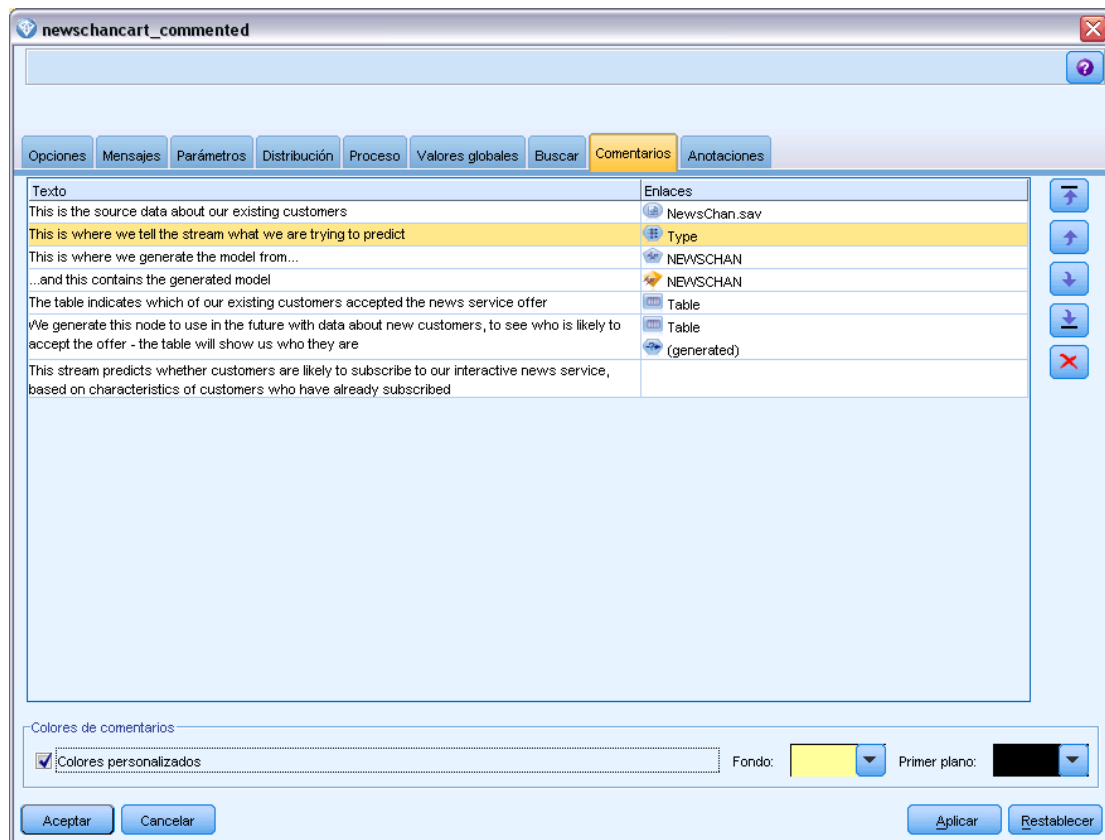 newschancart_commented
Opciones Mensajes Parámetros Distribución Proceso Valores globales Buscar Comentarios Anotaciones
Texto Enlaces
This is the source data about our existing customers NewsChan.sav
This is where we tell the stream what we are trying to predict Type
This is where we generate the model from... NEWSCHAN
...and this contains the generated model NEWSCHAN
The table indicates which of our existing customers accepted the news service offer Table
We generate this node to use in the future with data about new customers, to see who is likely to Table
accept the offer - the table will show us who they are (generated)
This stream predicts whether customers are likely to subscribe to our interactive news service,
based on characteristics of customers who have already subscribed
Colores de comentarios
Colores personalizados Fondo: Primer plano:
Aceptar Cancelar Aplicar Restablecer